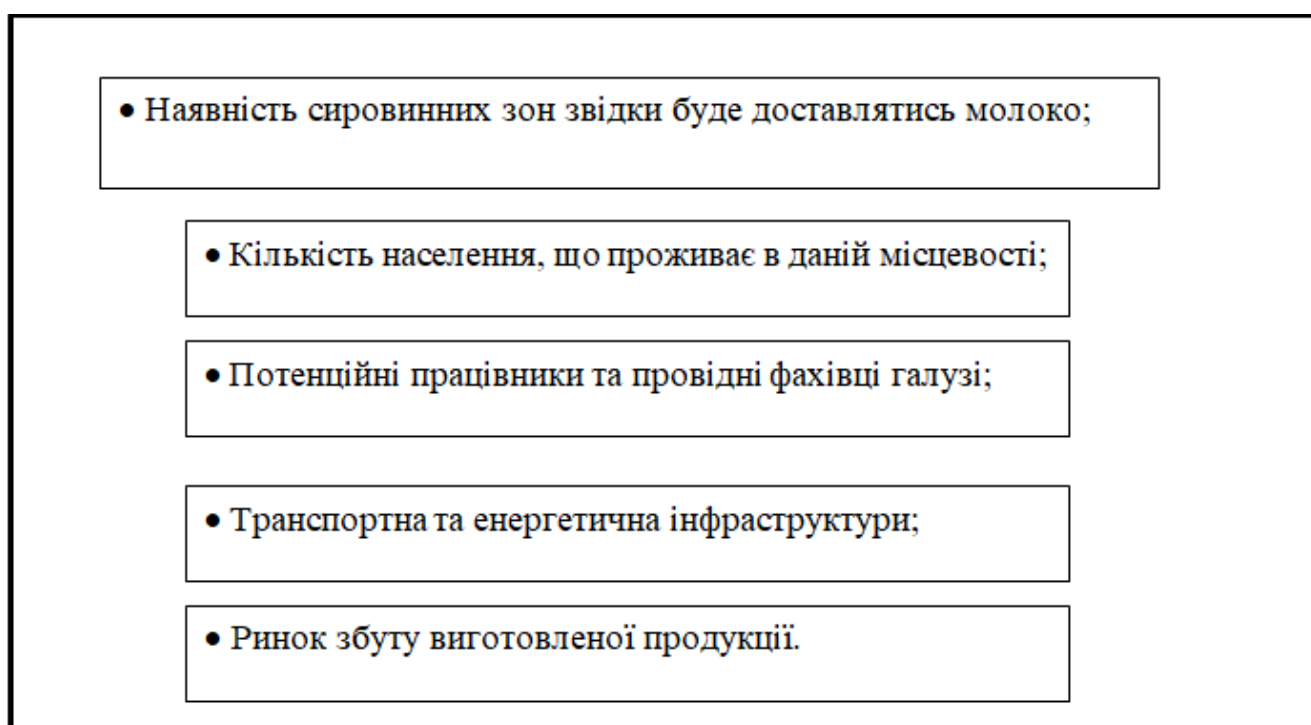 • Наявність сировинних зон звідки буде доставлятись молоко;
• Кількість населення, що проживає в даній місцевості;
• Потенційні працівники та провідні фахівці галузі;
• Транспортна та енергетична інфраструктури;
• Ринок збуту виготовленої продукції.